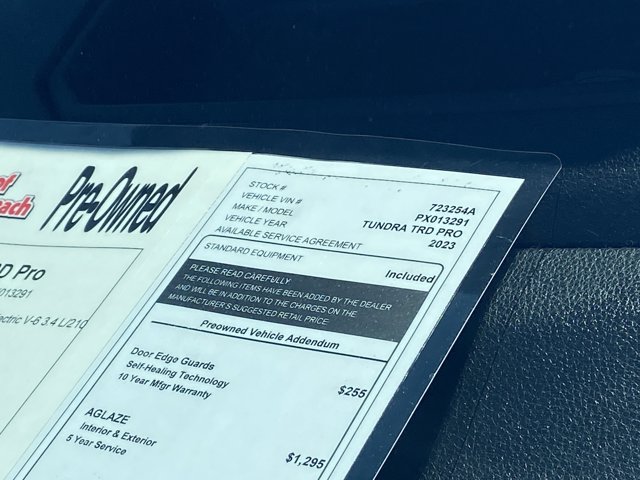 of
each
Pre-Owned
D Pro
013291
ectric V-6 3.4 L/210
STOCK # 723254A
VEHICLE VIN # PX013291
MAKE / MODEL TUNDRA TRD PRO
VEHICLE YEAR 2023
AVAILABLE SERVICE AGREEMENT
STANDARD EQUIPMENT Included
PLEASE READ CAREFULLY
THE FOLLOWING ITEMS HAVE BEEN ADDED BY THE DEALER
AND WILL BE IN ADDITION TO THE CHARGES ON THE
MANUFACTURER'S SUGGESTED RETAIL PRICE
Preowned Vehicle Addendum
Door Edge Guards
Self-Healing Technology
10 Year Mfgr Warranty $255
AGLAZE
Interior & Exterior
5 Year Service $1,295